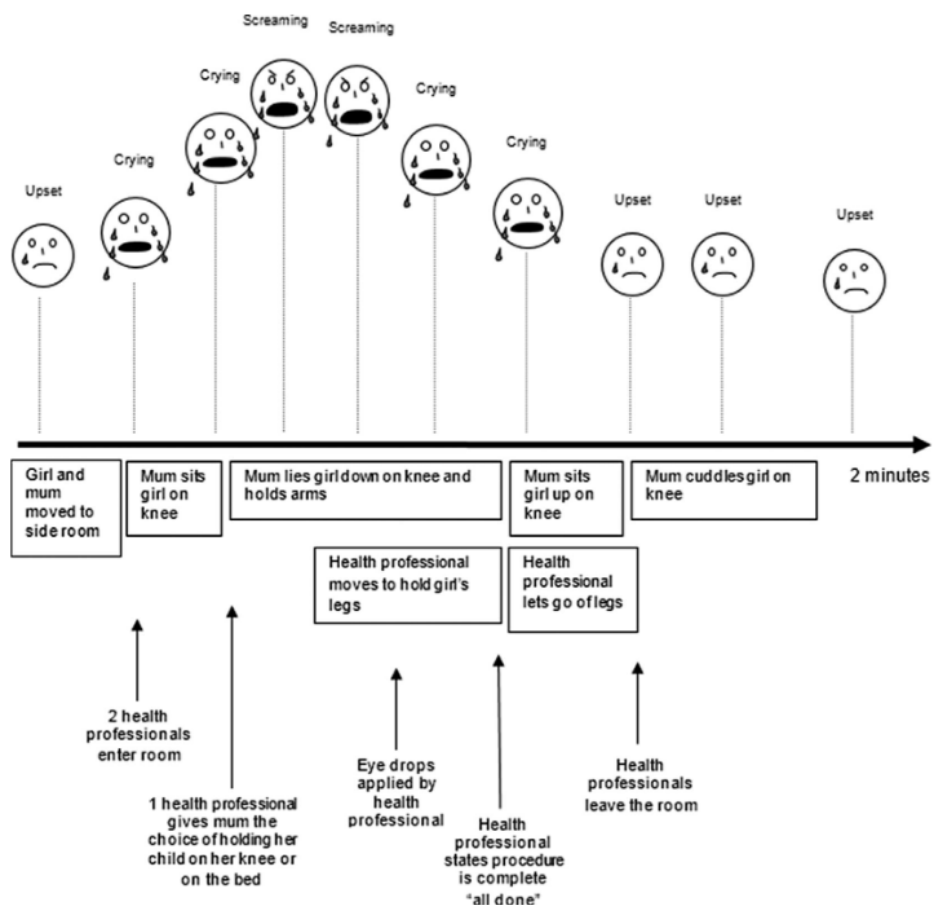 Screaming
Screaming
Crying
Crying
Crying
Crying
Upset
Upset
Upset
Upset
Girl and
mum
moved to
side room
Mum sits
girl on
knee
Mum lies girl down on knee and
holds arms
Mum sits
girl up on
knee
Mum cuddles girl on
knee
2 minutes
Health professional
moves to hold girl's
legs
Health
professional
lets go of legs
2 health
professionals
enter room
1 health professional
gives mum the
choice of holding her
child on her knee or
on the bed
Eye drops
applied by
health
professional
Health
professional
states procedure
is complete
"all done"
Health
professionals
leave the room